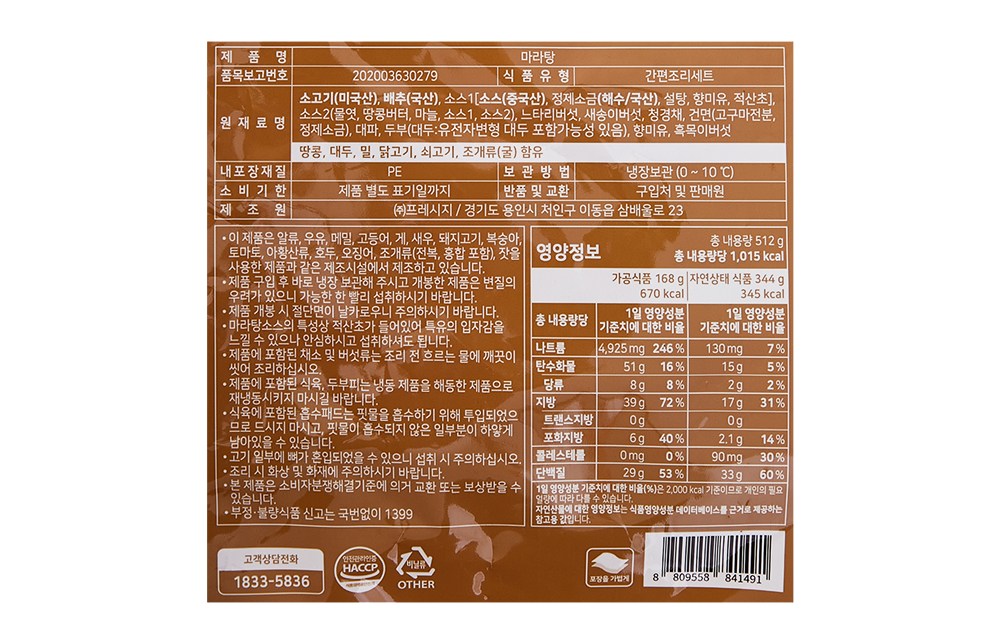 제 품 명 마라탕
품목보고번호 202003630279 식 품 유 형 간편조리세트
원 재 료 명 소고기(미국산), 배추(국산), 소스1[소스(중국산), 정제소금(해수/국산), 설탕, 향미유, 적산초],
소스2(물엿, 땅콩버터, 마늘, 소스1, 소스2), 느타리버섯, 새송이버섯, 청경채, 건면(고구마전분,
정제소금), 대파, 두부(대두:유전자변형 대두 포함가능성 있음), 향미유, 흑목이버섯
땅콩, 대두, 밀, 닭고기, 쇠고기, 조개류(굴) 함유
내포장재질 PE 보 관 방 법 냉장보관 (0 ~ 10 ℃)
소 비 기 한 제품 별도 표기일까지 반품 및 교환 구입처 및 판매원
제 조 원 ㈜프레시지 / 경기도 용인시 처인구 이동읍 삼배울로 23
• 이 제품은 알류, 우유, 메밀, 고등어, 게, 새우, 돼지고기, 복숭아,
토마토, 아황산류, 호두, 오징어, 조개류(전복, 홍합 포함), 잣을
사용한 제품과 같은 제조시설에서 제조하고 있습니다.
• 제품 구입 후 바로 냉장 보관해 주시고 개봉한 제품은 변질의
우려가 있으니 가능한 한 빨리 섭취하시기 바랍니다.
• 제품 개봉 시 절단면이 날카로우니 주의하시기 바랍니다.
• 마라탕소스의 특성상 적산초가 들어있어 특유의 입자감을
느낄 수 있으나 안심하시고 섭취하셔도 됩니다.
• 제품에 포함된 채소 및 버섯류는 조리 전 흐르는 물에 깨끗이
씻어 조리하십시오.
• 제품에 포함된 식육, 두부피는 냉동 제품을 해동한 제품으로
재냉동시키지 마시길 바랍니다.
• 식육에 포함된 흡수패드는 핏물을 흡수하기 위해 투입되었으
므로 드시지 마시고, 핏물이 흡수되지 않은 일부분이 하얗게
남아있을 수 있습니다.
• 고기 일부에 뼈가 혼입되었을 수 있으니 섭취 시 주의하십시오.
• 조리 시 화상 및 화재에 주의하시기 바랍니다.
• 본 제품은 소비자분쟁해결기준에 의거 교환 또는 보상받을 수
있습니다.
• 부정·불량식품 신고는 국번없이 1399
영양정보 총 내용량 512 g
총 내용량당 1,015 kcal
가공식품 168 g 자연상태 식품 344 g
670 kcal 345 kcal
총 내용량당 1일 영양성분 1일 영양성분
기준치에 대한 비율 기준치에 대한 비율
나트륨 4,925 mg 246 % 130 mg 7 %
탄수화물 51 g 16 % 15 g 5 %
당류 8 g 8 % 2 g 2 %
지방 39 g 72 % 17 g 31 %
트랜스지방 0 g 0 g
포화지방 6 g 40 % 2.1 g 14 %
콜레스테롤 0 mg 0 % 90 mg 30 %
단백질 29 g 53 % 33 g 60 %
1일 영양성분 기준치에 대한 비율(%)은 2,000 kcal 기준이므로 개인의 필요
열량에 따라 다를 수 있습니다.
자연산물에 대한 영양정보는 식품영양성분 데이터베이스를 근거로 제공하는
참고용 값입니다.
고객상담전화
1833-5836
안전관리인증
HACCP
비닐류
OTHER
포장을 가볍게
8 809558 841491